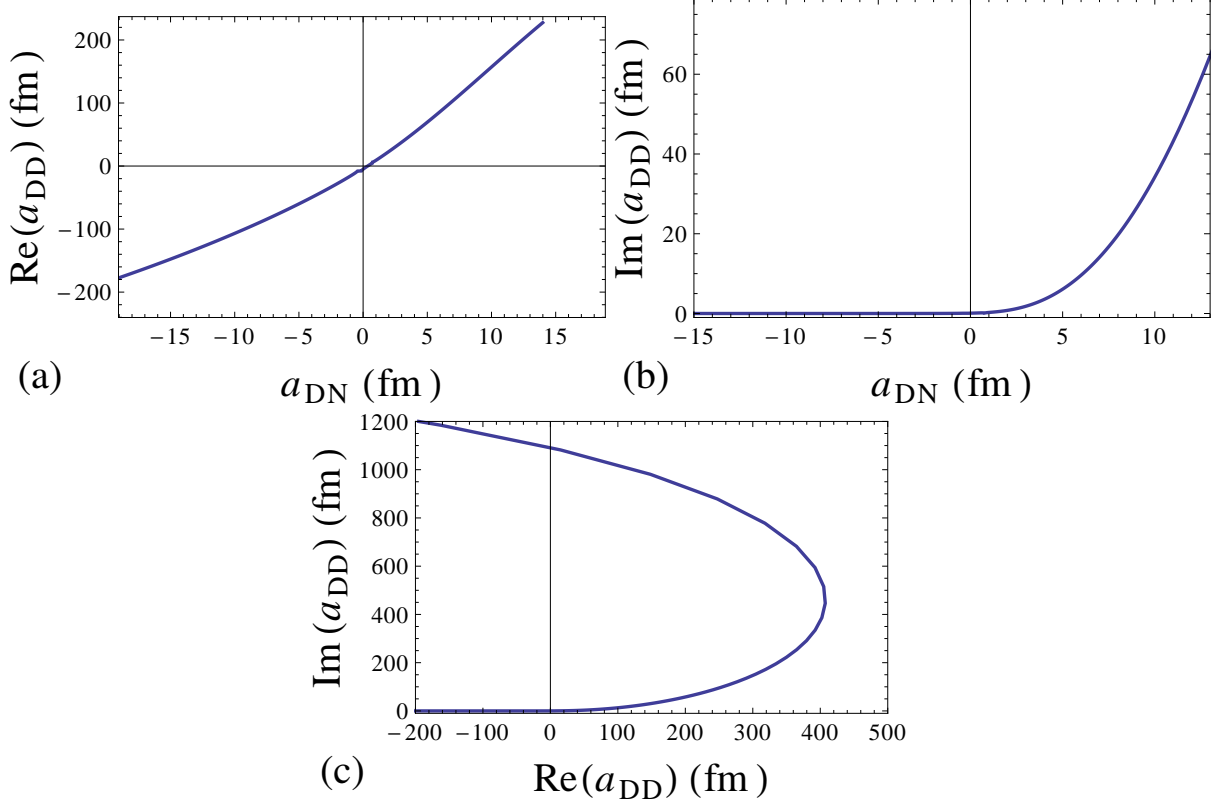 Re(a_DD) (fm)
200
100
0
−100
−200
−15 −10 −5 0 5 10 15
(a)
a_DN (fm)
Im(a_DD) (fm)
60
40
20
0
−15 −10 −5 0 5 10
(b)
a_DN (fm)
Im(a_DD) (fm)
1200
1000
800
600
400
200
0
−200 −100 0 100 200 300 400 500
(c)
Re(a_DD) (fm)